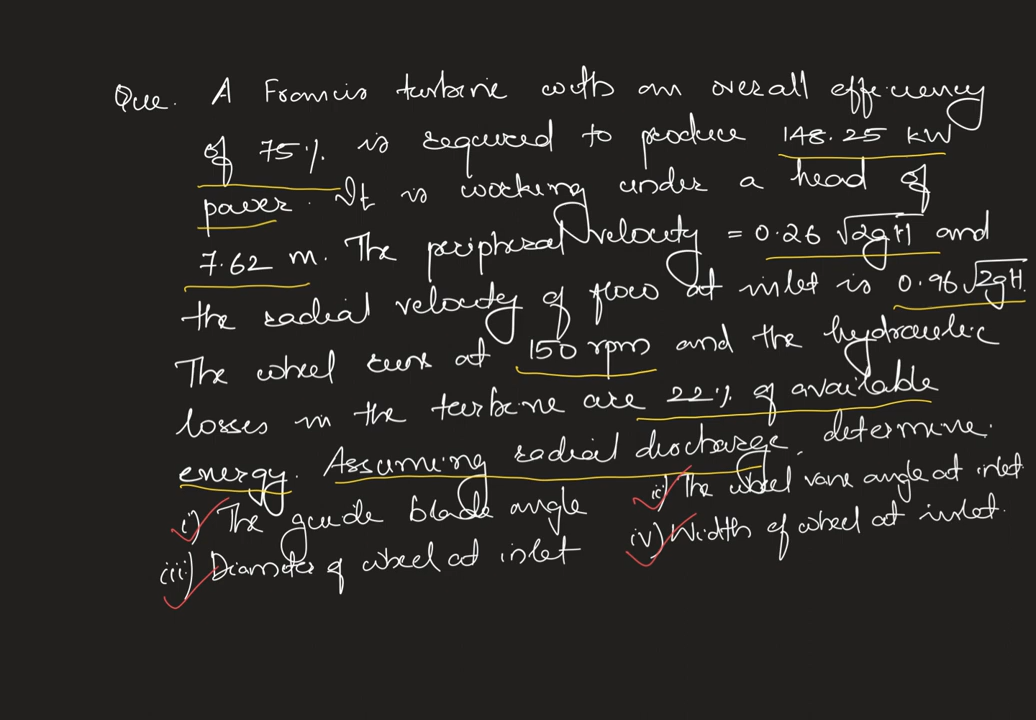 Que. A Francis turbine with an overall efficiency
of 75% is required to produce 148.25 kW
power. It is working under a head of
7.62 m. The peripheral velocity = 0.26 √2gH and
the radial velocity of flow at inlet is 0.96 √2gH.
The wheel runs at 150 rpm and the hydraulic
losses in the turbine are 22% of available
energy. Assuming radial discharge, determine.
i) The guide blade angle ii) The wheel vane angle at inlet
iii) Diameter of wheel at inlet iv) Width of wheel at inlet.